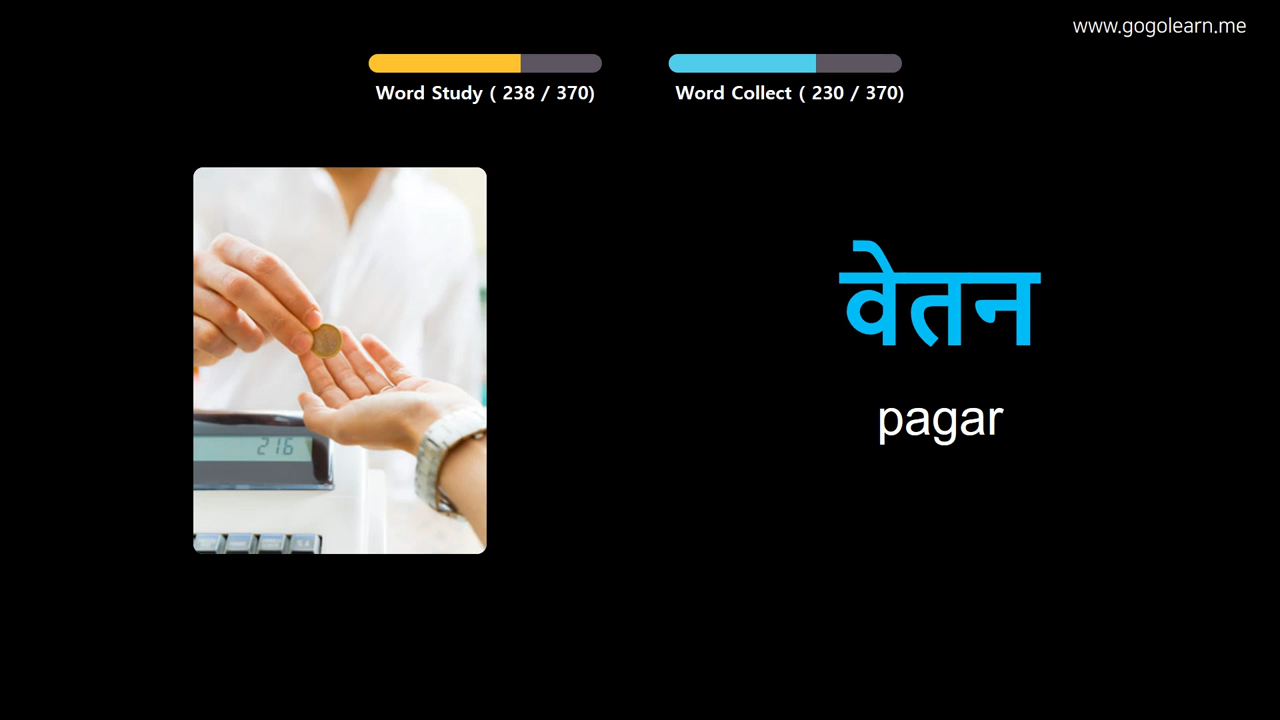 www.gogolearn.me
Word Study ( 238 / 370)
Word Collect ( 230 / 370)
वेतन
pagar
216